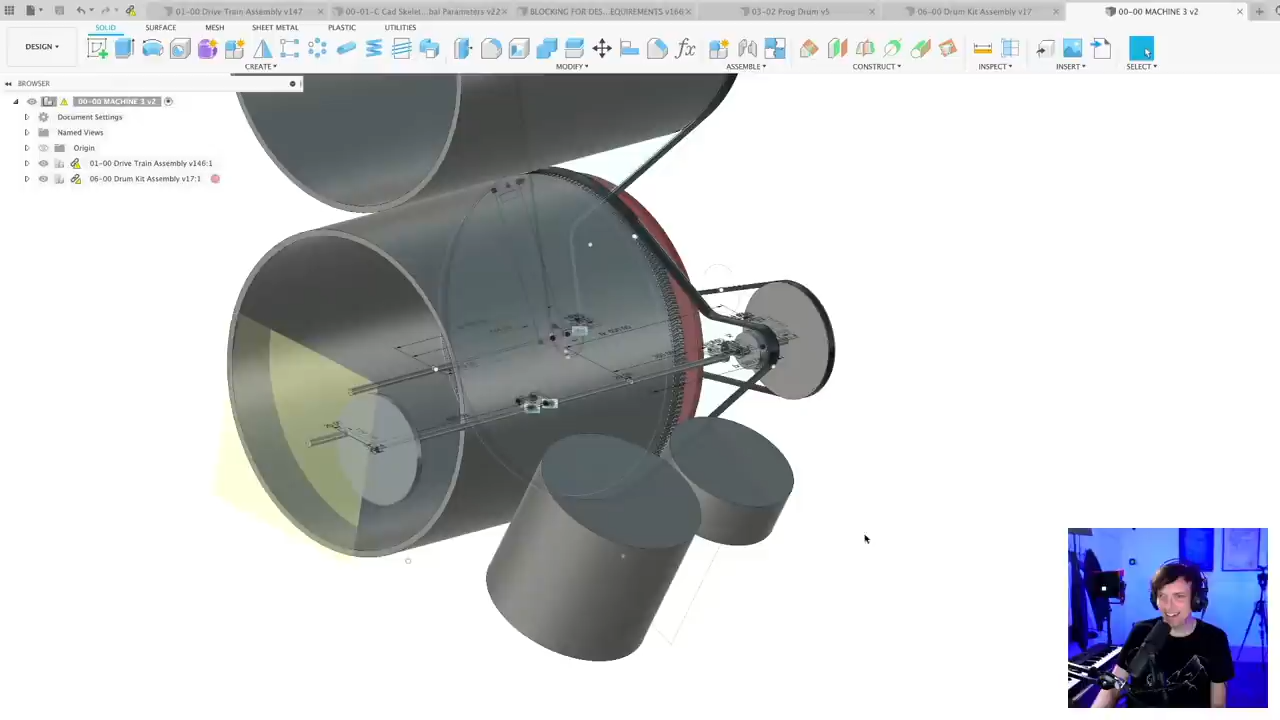 01-00 Drive Train Assembly v147
00-01-C Cad Skelet...bal Parameters v22
BLOCKING FOR DES...EQUIREMENTS v166
03-02 Prog Drum v5
06-00 Drum Kit Assembly v17
00-00 MACHINE 3 v2
SOLID SURFACE MESH SHEET METAL PLASTIC UTILITIES
DESIGN
CREATE MODIFY ASSEMBLE CONSTRUCT INSPECT INSERT SELECT
BROWSER
00-00 MACHINE 3 v2
Document Settings
Named Views
Origin
01-00 Drive Train Assembly v146:1
06-00 Drum Kit Assembly v17:1